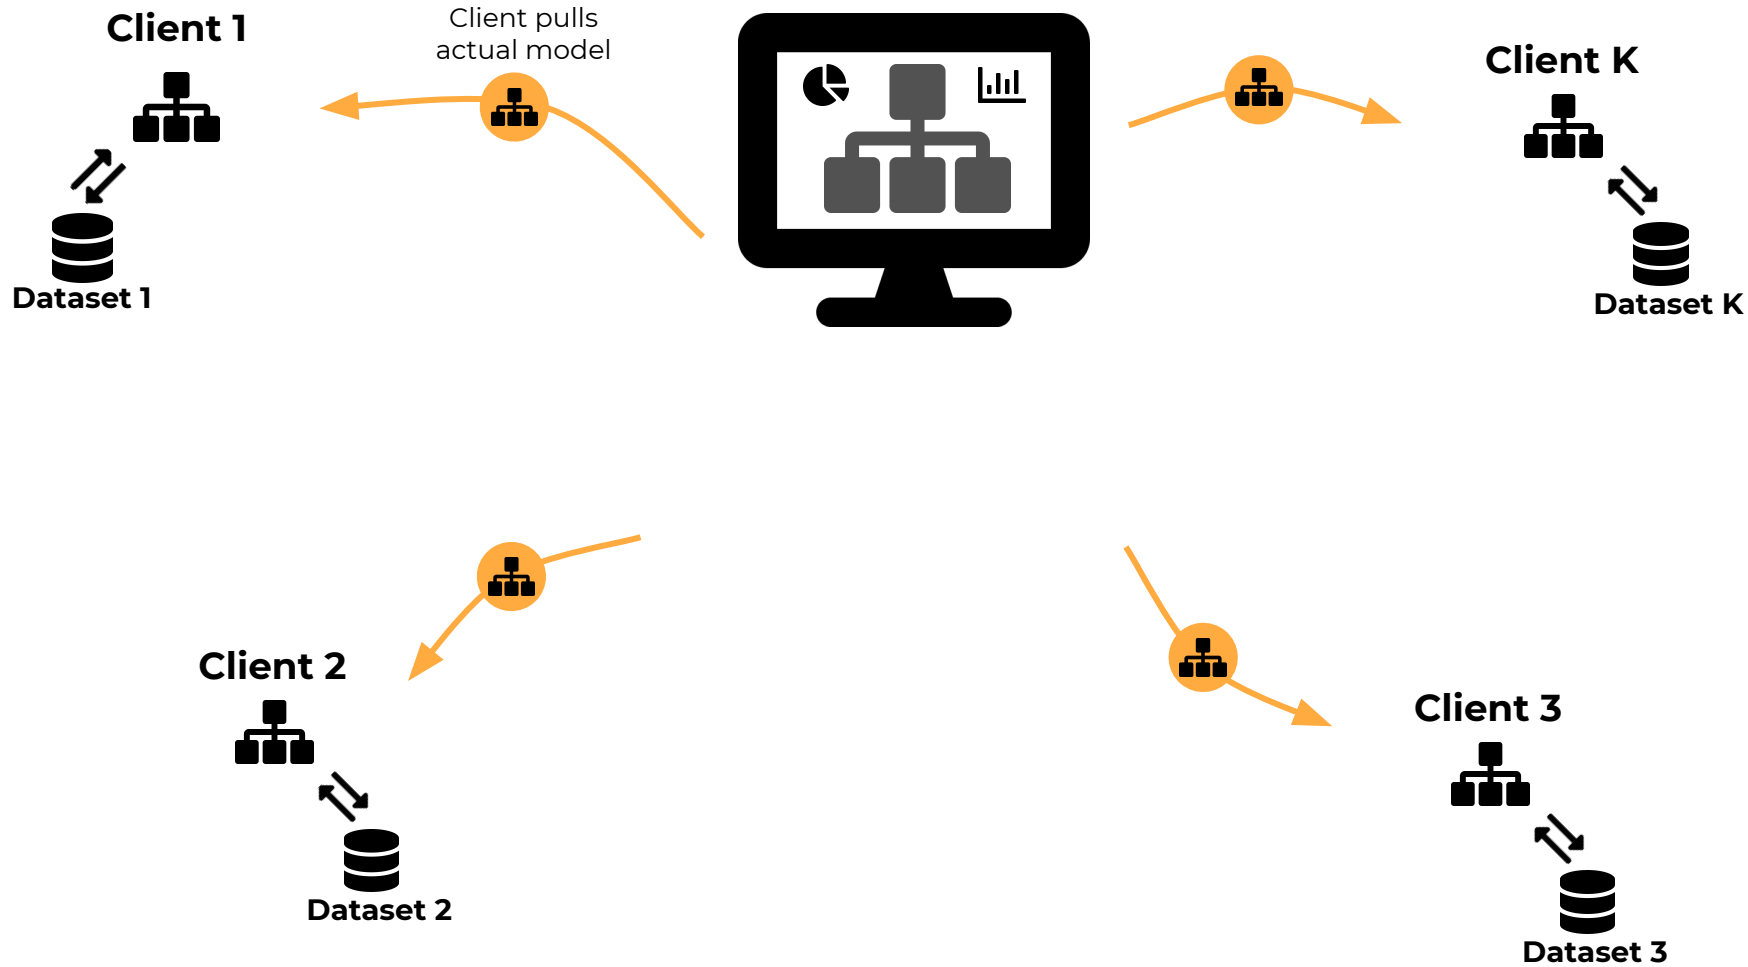 Client 1
Client pulls
actual model
Client K
Dataset 1
Dataset K
Client 2
Client 3
Dataset 2
Dataset 3